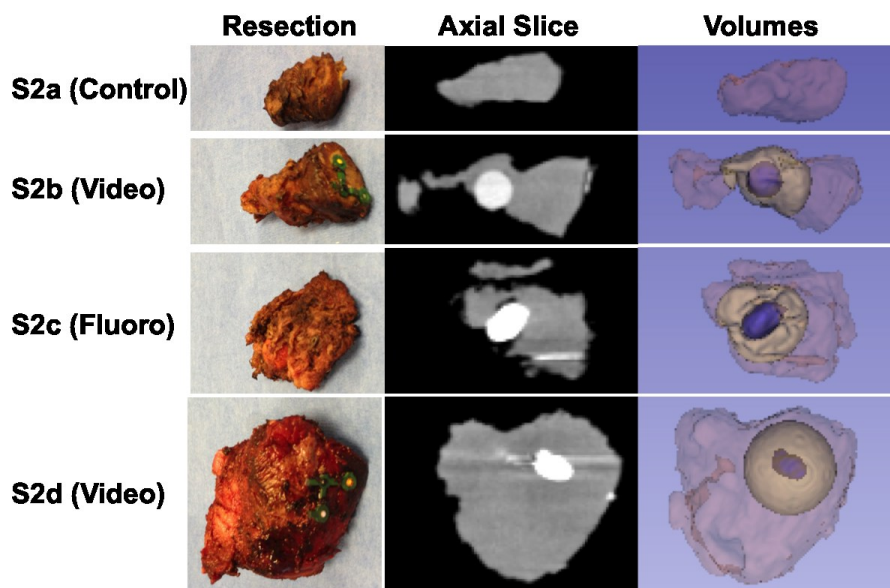 Resection Axial Slice Volumes
S2a (Control)
S2b (Video)
S2c (Fluoro)
S2d (Video)